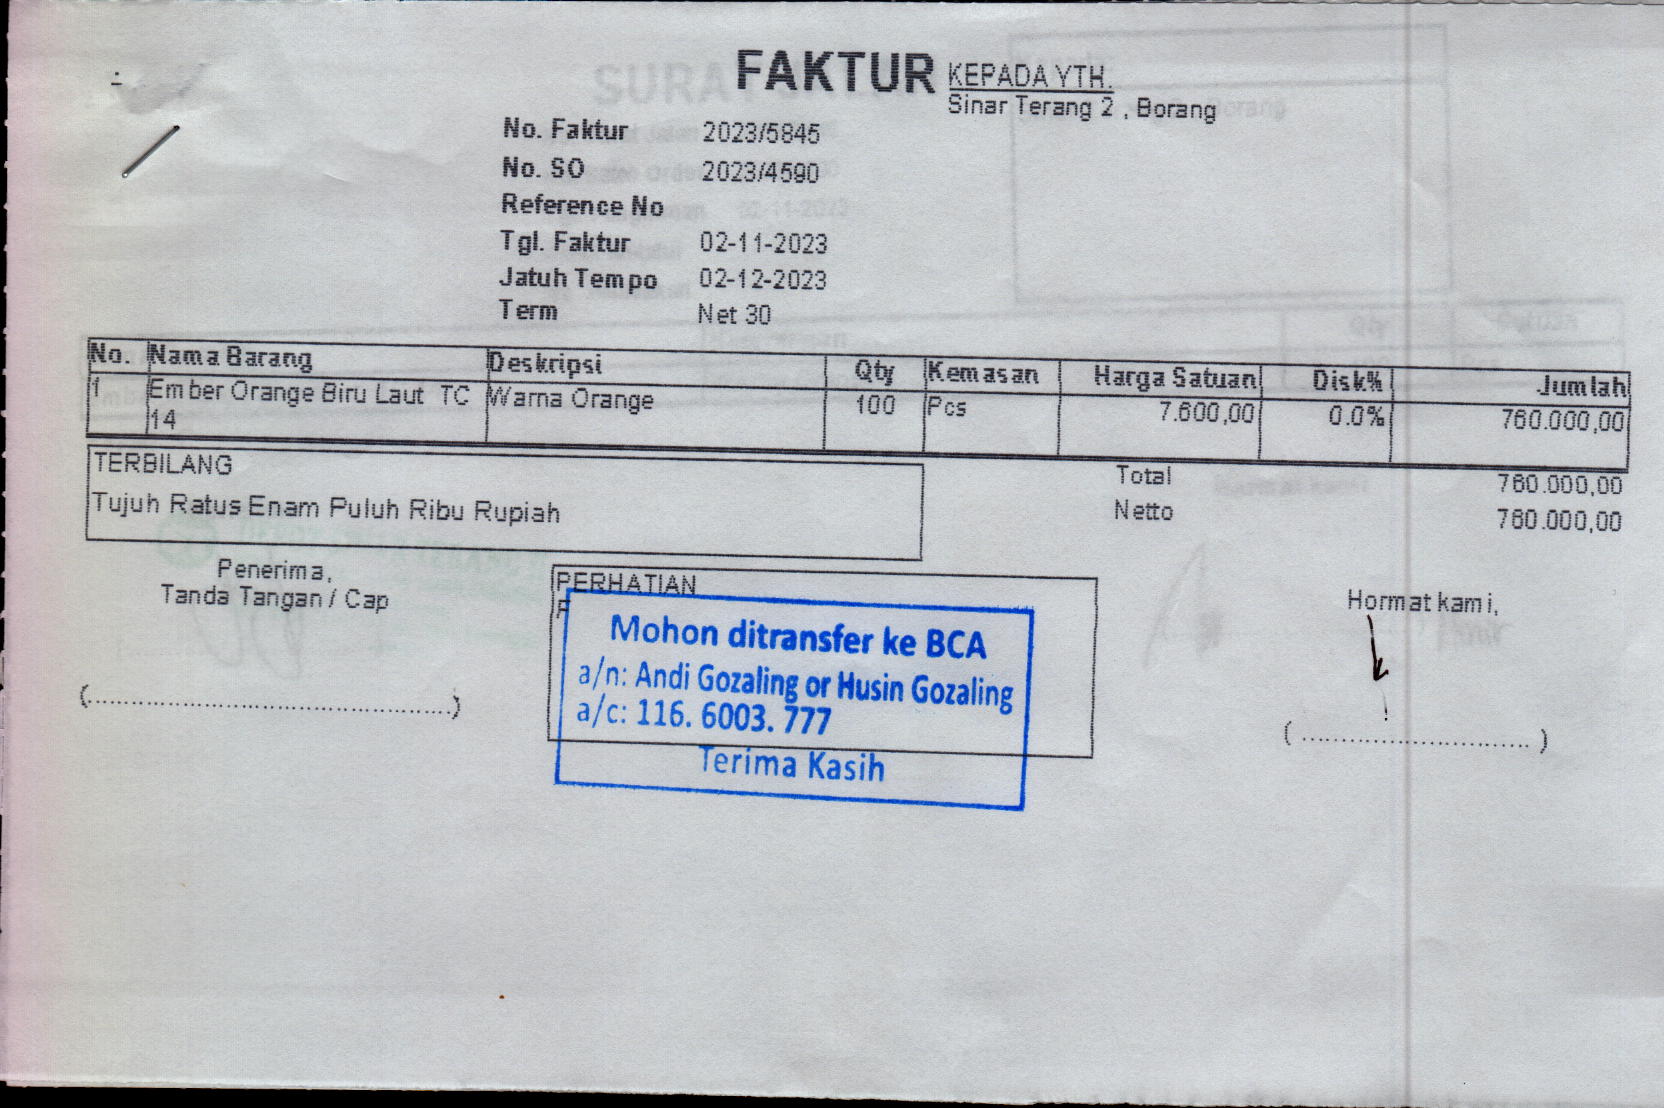 FAKTUR
KEPADA YTH.
Sinar Terang 2 , Borang
No. Faktur 2023/5845
No. SO 2023/4590
Reference No
Tgl. Faktur 02-11-2023
Jatuh Tempo 02-12-2023
Term Net 30
No. Nama Barang Deskripsi Qty Kemasan Harga Satuan Disk% Jumlah
1 Ember Orange Biru Laut TC Warna Orange 100 Pcs 7.600,00 0.0% 760.000,00
14
TERBILANG
Tujuh Ratus Enam Puluh Ribu Rupiah
Total 760.000,00
Netto 760.000,00
Penerima,
Tanda Tangan / Cap
(..............................................)
PERHATIAN
Mohon ditransfer ke BCA
a/n: Andi Gozaling or Husin Gozaling
a/c: 116. 6003. 777
Terima Kasih
Hormat kami,
( ............................. )